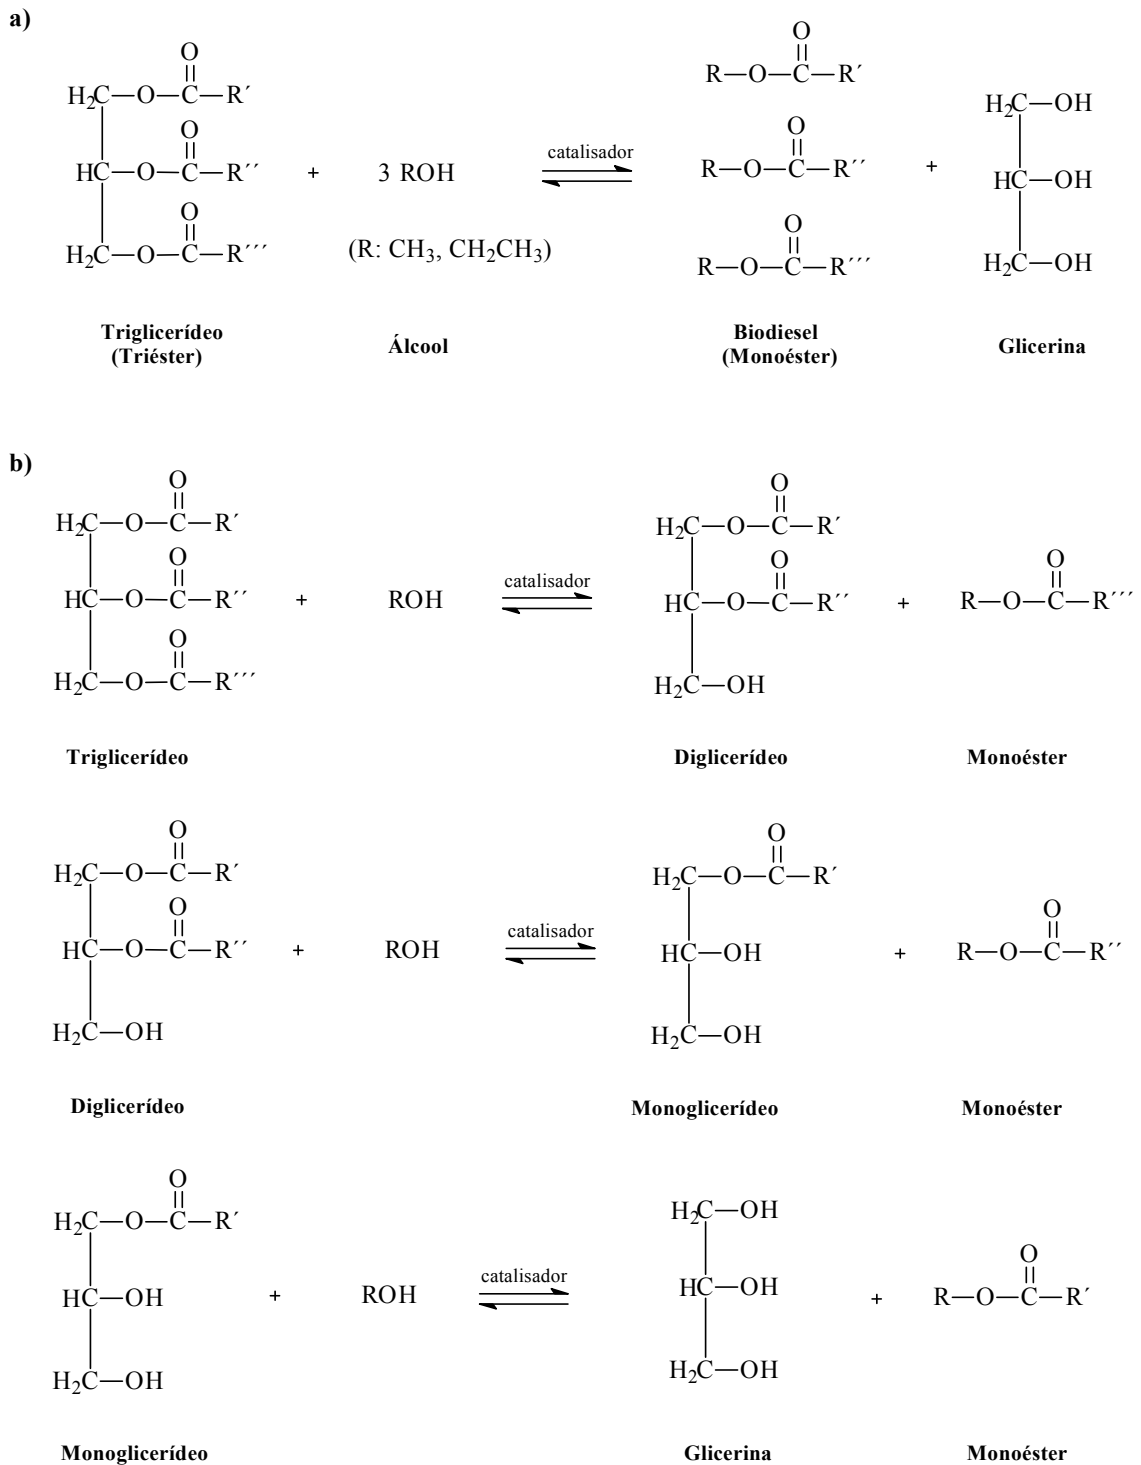 a)
O
O
H₂C—O—C—R´
R—O—C—R´
H₂C—OH
O
O
HC—O—C—R´´ + 3 ROH catalisador R—O—C—R´´ + HC—OH
O
O
H₂C—O—C—R´´´ (R: CH₃, CH₂CH₃) R—O—C—R´´´ H₂C—OH
Triglicerídeo
(Triéster)
Álcool
Biodiesel
(Monoéster)
Glicerina
b)
O
O
H₂C—O—C—R´
H₂C—O—C—R´
O
O
O
HC—O—C—R´´ + ROH catalisador HC—O—C—R´´ + R—O—C—R´´´
O
H₂C—O—C—R´´´
H₂C—OH
Triglicerídeo Diglicerídeo Monoéster
O
O
H₂C—O—C—R´
H₂C—O—C—R´
O
O
HC—O—C—R´´ + ROH catalisador HC—OH + R—O—C—R´´
H₂C—OH
H₂C—OH
Diglicerídeo Monoglicerídeo Monoéster
O
H₂C—O—C—R´
H₂C—OH
O
HC—OH + ROH catalisador HC—OH + R—O—C—R´
H₂C—OH
H₂C—OH
Monoglicerídeo Glicerina Monoéster